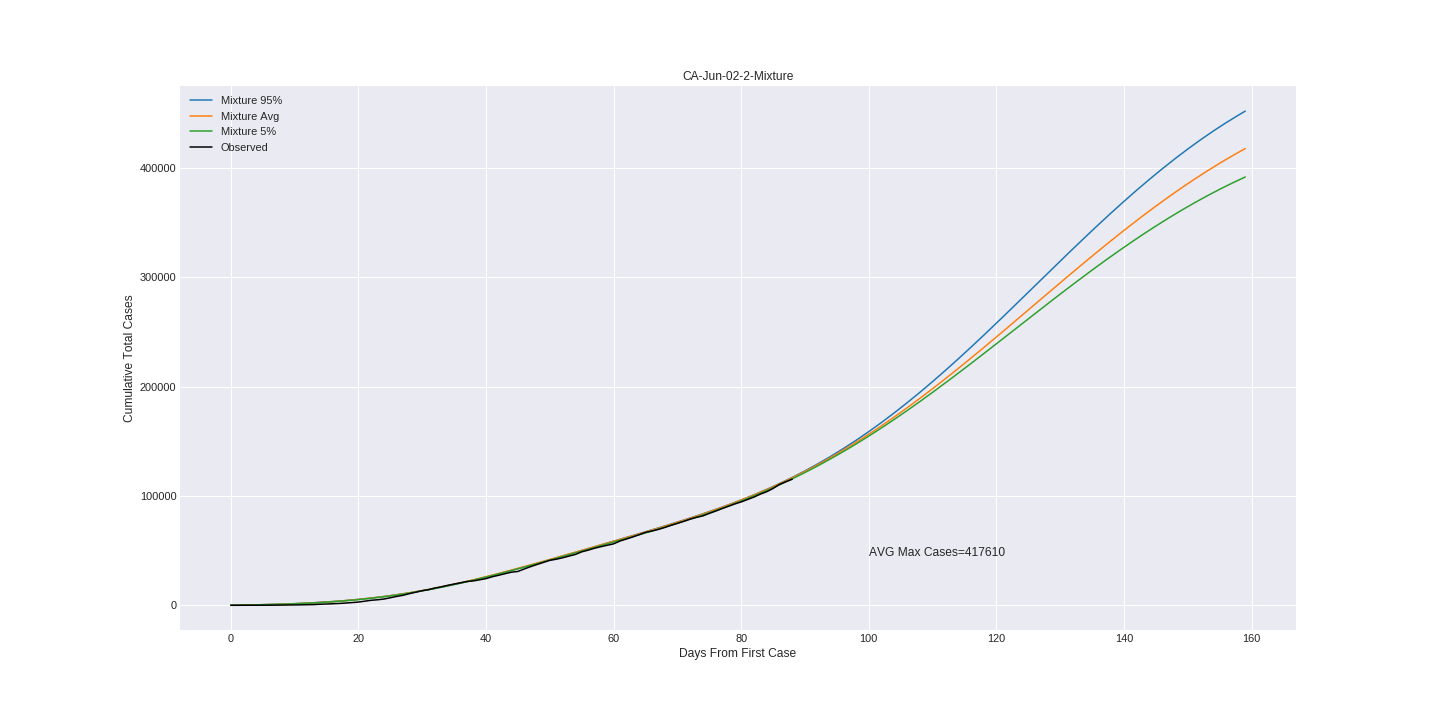 CA-Jun-02-2-Mixture
Mixture 95%
Mixture Avg
Mixture 5%
Observed
400000
300000
200000
100000
0
Cumulative Total Cases
AVG Max Cases=417610
0 20 40 60 80 100 120 140 160
Days From First Case